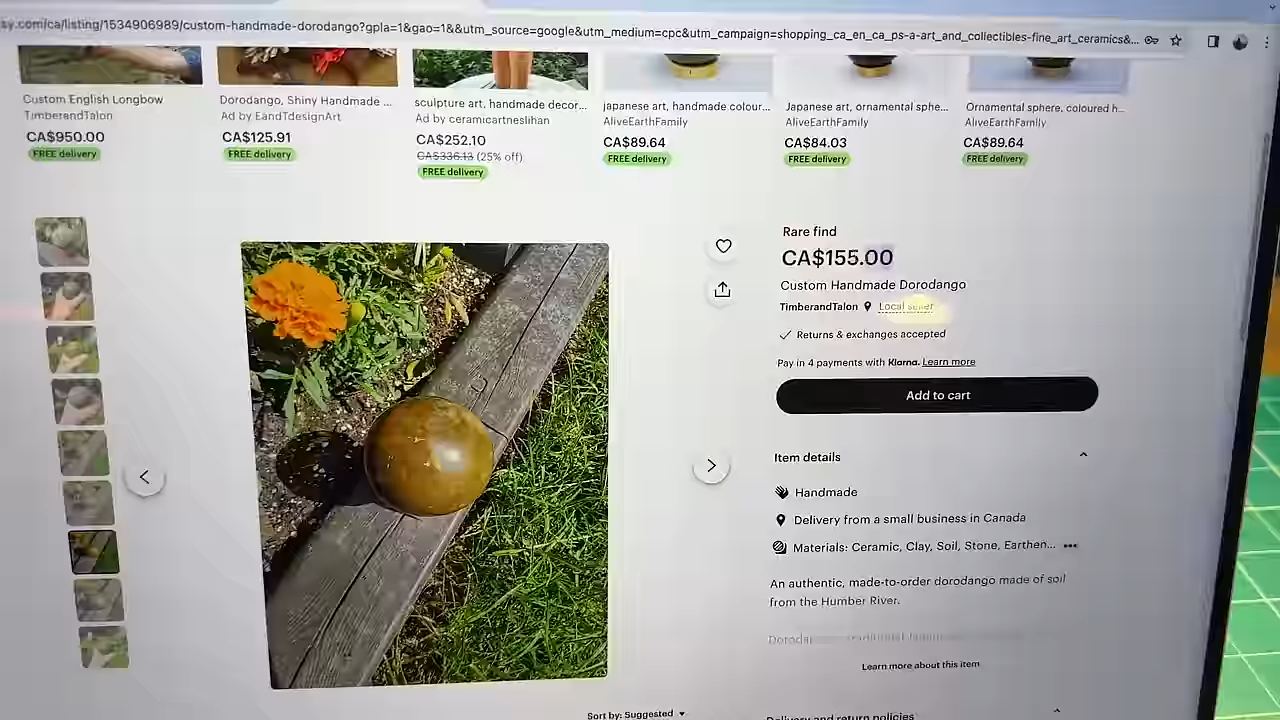 sy.com/ca/listing/1534906989/custom-handmade-dorodango?gpla=1&gao=1&&utm_source=google&utm_medium=cpc&utm_campaign=shopping_ca_en_ca_ps-a-art_and_collectibles-fine_art_ceramics&...
Custom English Longbow
TimberandTalon
CA$950.00
FREE delivery
Dorodango, Shiny Handmade ...
Ad by EandTdesignArt
CA$125.91
FREE delivery
sculpture art, handmade decor...
Ad by ceramicartneslihan
CA$252.10
CA$336.13 (25% off)
FREE delivery
japanese art, handmade colour...
AliveEarthFamily
CA$89.64
FREE delivery
Japanese art, ornamental sphe...
AliveEarthFamily
CA$84.03
FREE delivery
Ornamental sphere, coloured h...
AliveEarthFamily
CA$89.64
FREE delivery
Rare find
CA$155.00
Custom Handmade Dorodango
TimberandTalon Local seller
Returns & exchanges accepted
Pay in 4 payments with Klarna. Learn more
Add to cart
Item details
Handmade
Delivery from a small business in Canada
Materials: Ceramic, Clay, Soil, Stone, Earthen...
An authentic, made-to-order dorodango made of soil
from the Humber River.
Learn more about this item
Sort by: Suggested
Delivery and return policies